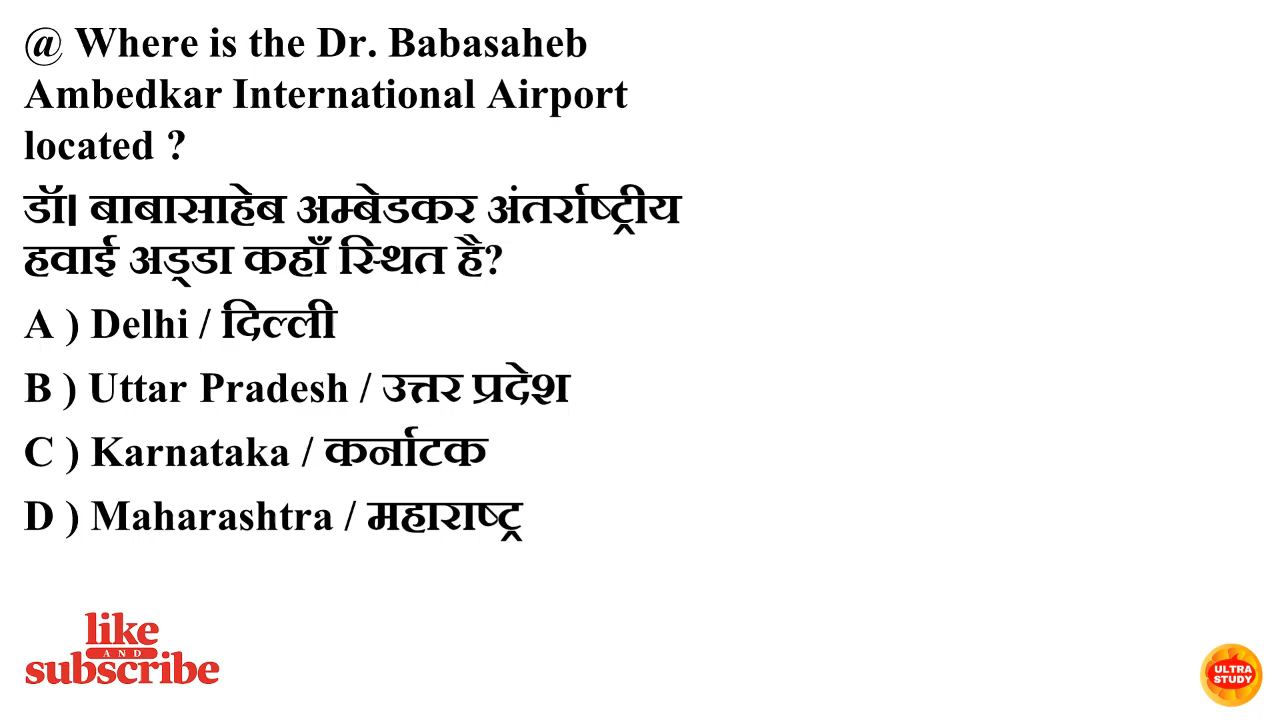 @ Where is the Dr. Babasaheb
Ambedkar International Airport
located ?
डॉ। बाबासाहेब अम्बेडकर अंतर्राष्ट्रीय
हवाई अड्डा कहाँ स्थित है?
A ) Delhi / दिल्ली
B ) Uttar Pradesh / उत्तर प्रदेश
C ) Karnataka / कर्नाटक
D ) Maharashtra / महाराष्ट्र
like
AND
subscribe
ULTRA
STUDY